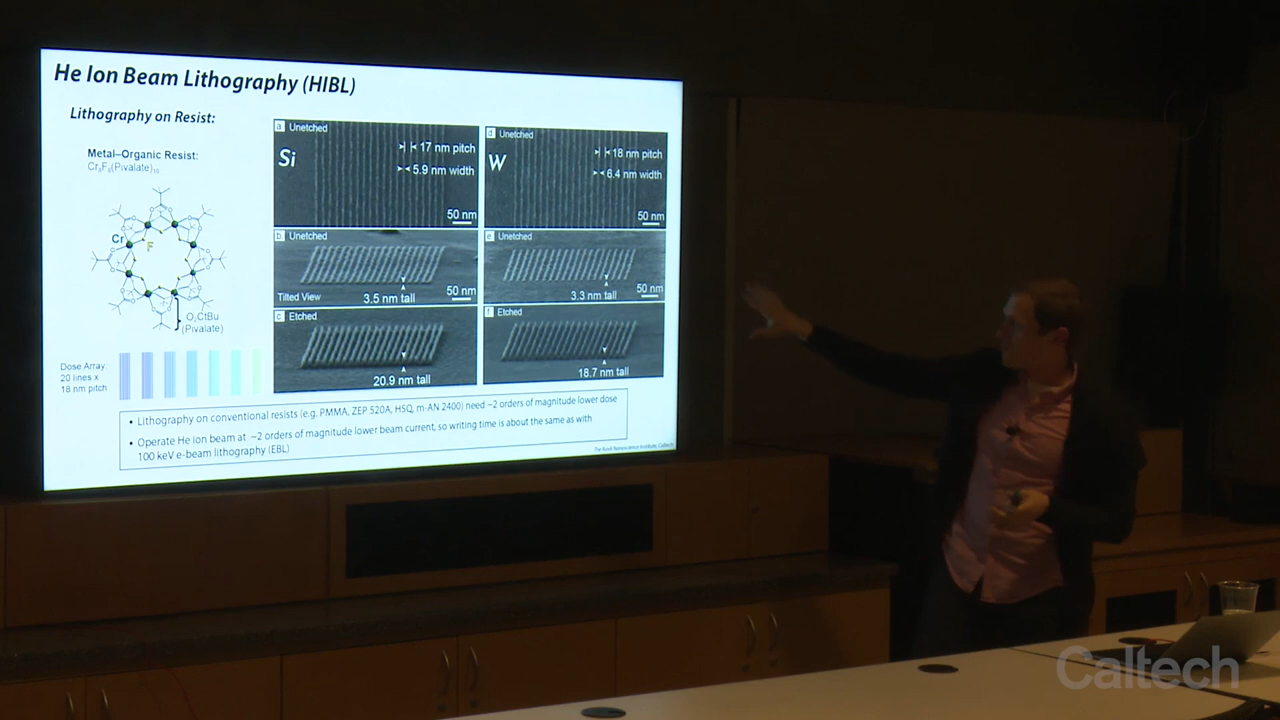 He Ion Beam Lithography (HIBL)
Lithography on Resist:
Metal–Organic Resist:
Cr₈F₈(Pivalate)₁₆
Cr
F
O₂CtBu
(Pivalate)
Dose Array:
20 lines x
18 nm pitch
a Unetched
Si
17 nm pitch
5.9 nm width
50 nm
b Unetched
Tilted View
3.5 nm tall
50 nm
c Etched
20.9 nm tall
d Unetched
W
18 nm pitch
6.4 nm width
50 nm
e Unetched
3.3 nm tall
50 nm
f Etched
18.7 nm tall
• Lithography on conventional resists (e.g. PMMA, ZEP 520A, HSQ, m-AN 2400) need ~2 orders of magnitude lower dose
• Operate He ion beam at ~2 orders of magnitude lower beam current, so writing time is about the same as with
100 keV e-beam lithography (EBL)
The Kavli Nanoscience Institute, Caltech
Caltech